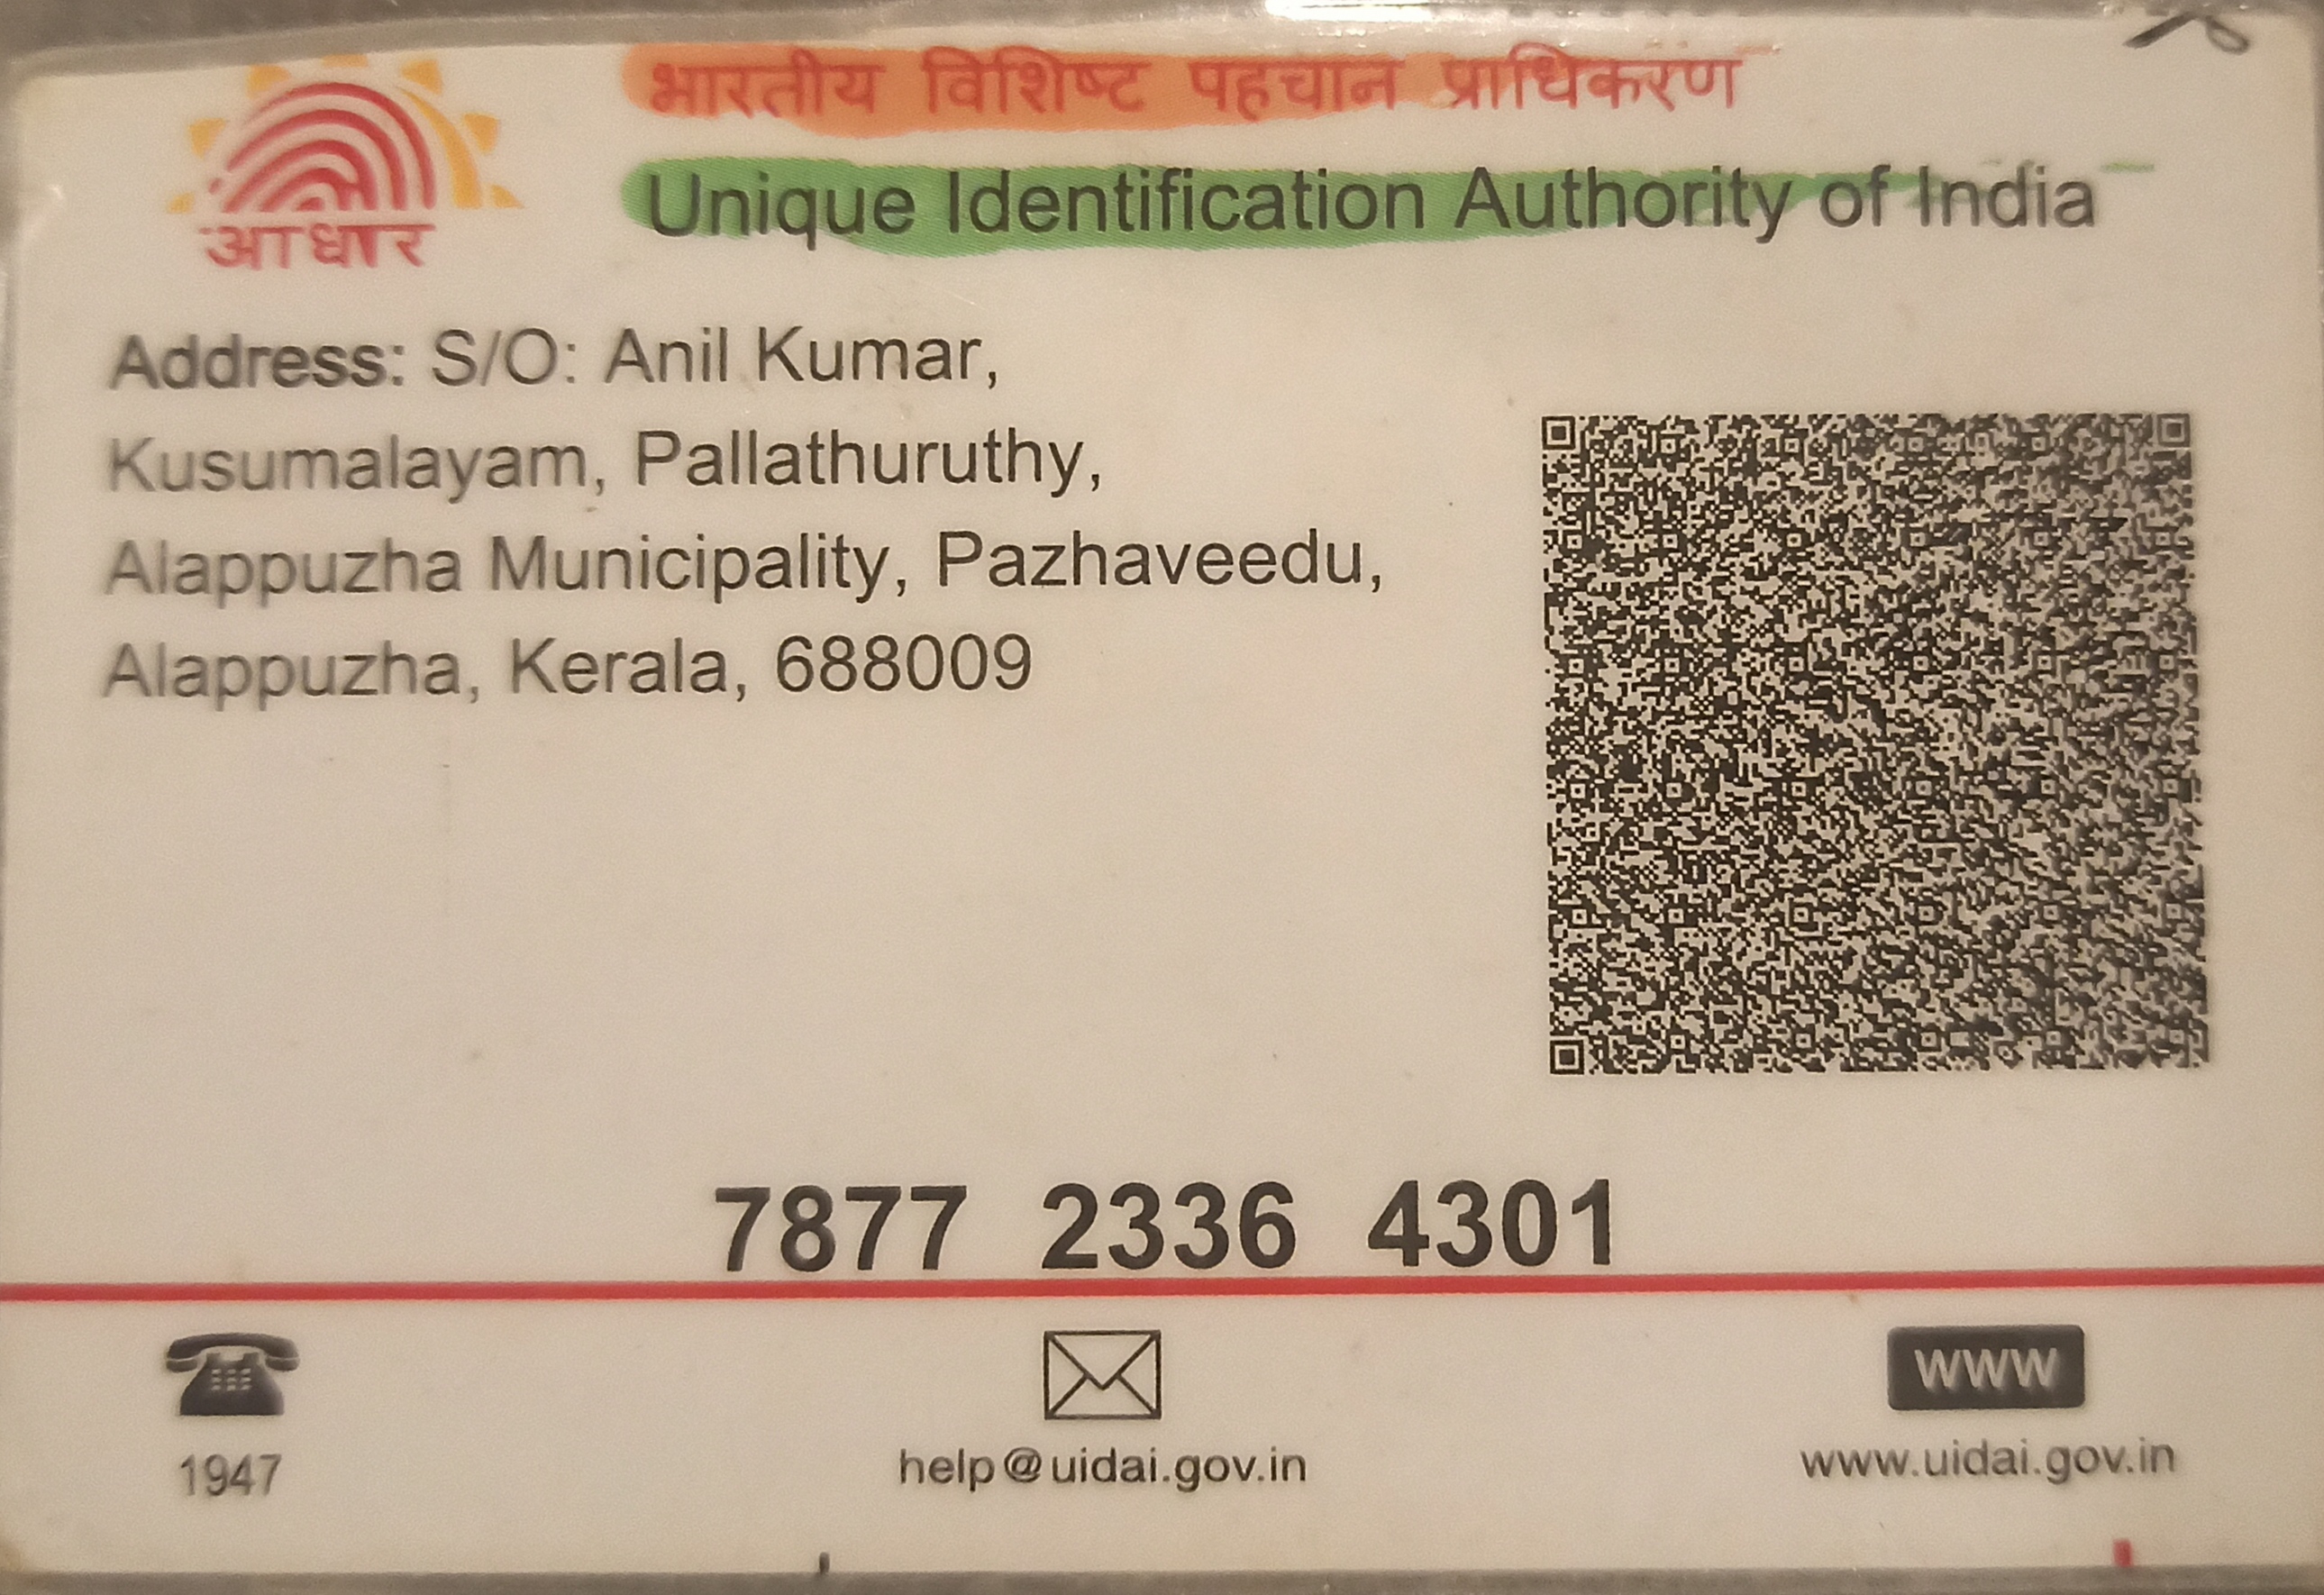 भारतीय विशिष्ट पहचान प्राधिकरण
Unique Identification Authority of India
आधार
Address: S/O: Anil Kumar,
Kusumalayam, Pallathuruthy,
Alappuzha Municipality, Pazhaveedu,
Alappuzha, Kerala, 688009
7877 2336 4301
WWW
1947
help@uidai.gov.in
www.uidai.gov.in